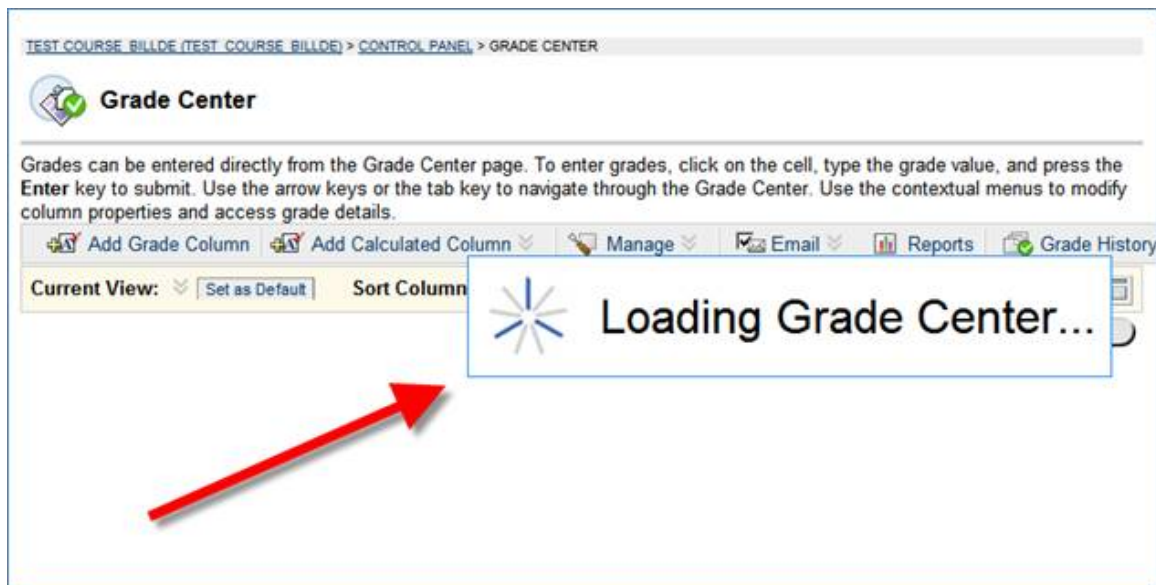 TEST COURSE BILLDE (TEST COURSE BILLDE) > CONTROL PANEL > GRADE CENTER
Grade Center
Grades can be entered directly from the Grade Center page. To enter grades, click on the cell, type the grade value, and press the
Enter key to submit. Use the arrow keys or the tab key to navigate through the Grade Center. Use the contextual menus to modify
column properties and access grade details.
Add Grade Column Add Calculated Column Manage Email Reports Grade History
Current View: Set as Default Sort Column
Loading Grade Center...